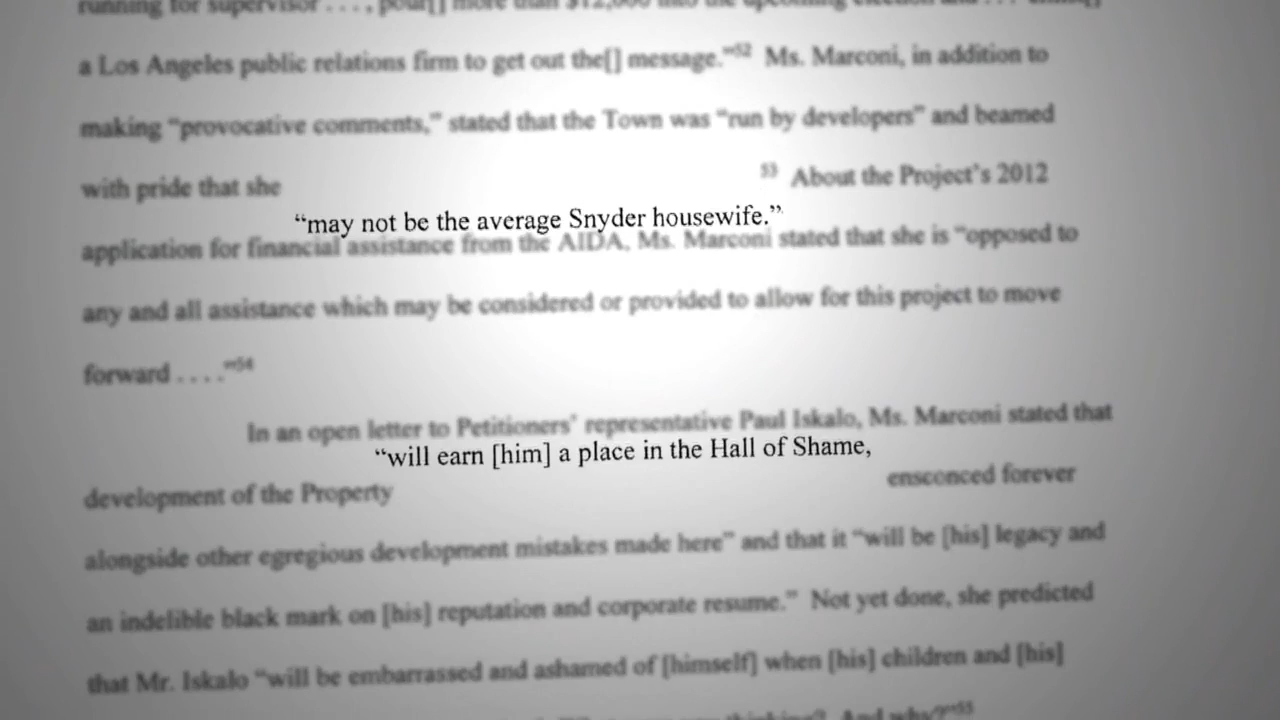 running for supervisor . . . , pour[] more than $12,000 into the upcoming election and . . .
a Los Angeles public relations firm to get out the[] message.”52 Ms. Marconi, in addition to
making “provocative comments,” stated that the Town was “run by developers” and beamed
with pride that she 53 About the Project’s 2012
“may not be the average Snyder housewife.”
application for financial assistance from the AIDA, Ms. Marconi stated that she is “opposed to
any and all assistance which may be considered or provided to allow for this project to move
forward . . . .”54
In an open letter to Petitioners’ representative Paul Iskalo, Ms. Marconi stated that
“will earn [him] a place in the Hall of Shame,
development of the Property ensconced forever
alongside other egregious development mistakes made here” and that it “will be [his] legacy and
an indelible black mark on [his] reputation and corporate resume.” Not yet done, she predicted
that Mr. Iskalo “will be embarrassed and ashamed of [himself] when [his] children and [his]
thinking? And why?”55